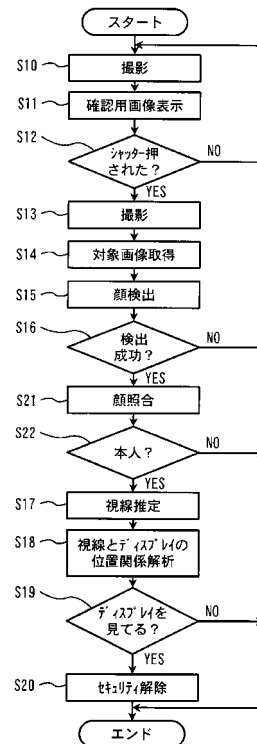 スタート
S10
撮影
S11
確認用画像表示
S12
シャッター押
された?
NO
YES
S13
撮影
S14
対象画像取得
S15
顔検出
S16
検出
成功?
NO
YES
S21
顔照合
S22
本人?
NO
YES
S17
視線推定
S18
視線とディスプレイの
位置関係解析
S19
ディスプレイを
見てる?
NO
YES
S20
セキュリティ解除
エンド